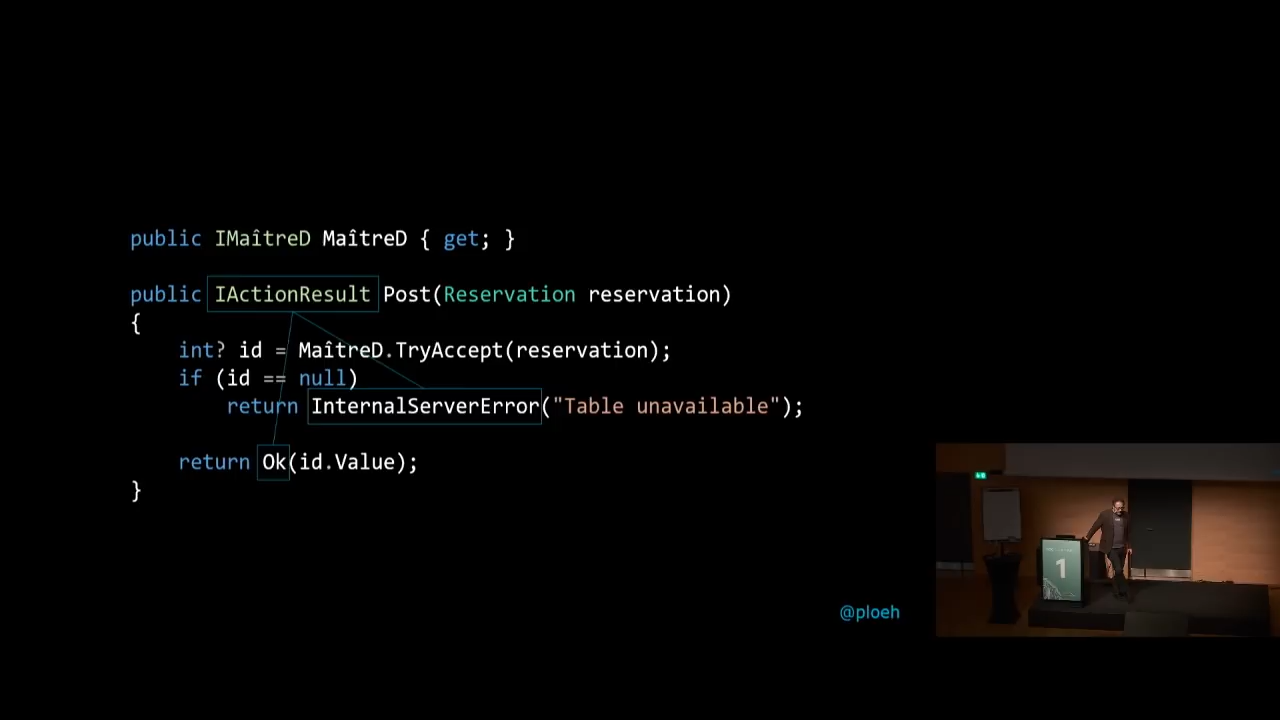 public IMaîtreD MaîtreD { get; }
public IActionResult Post(Reservation reservation)
{
int? id = MaîtreD.TryAccept(reservation);
if (id == null)
return InternalServerError("Table unavailable");
return Ok(id.Value);
}
@ploeh
1